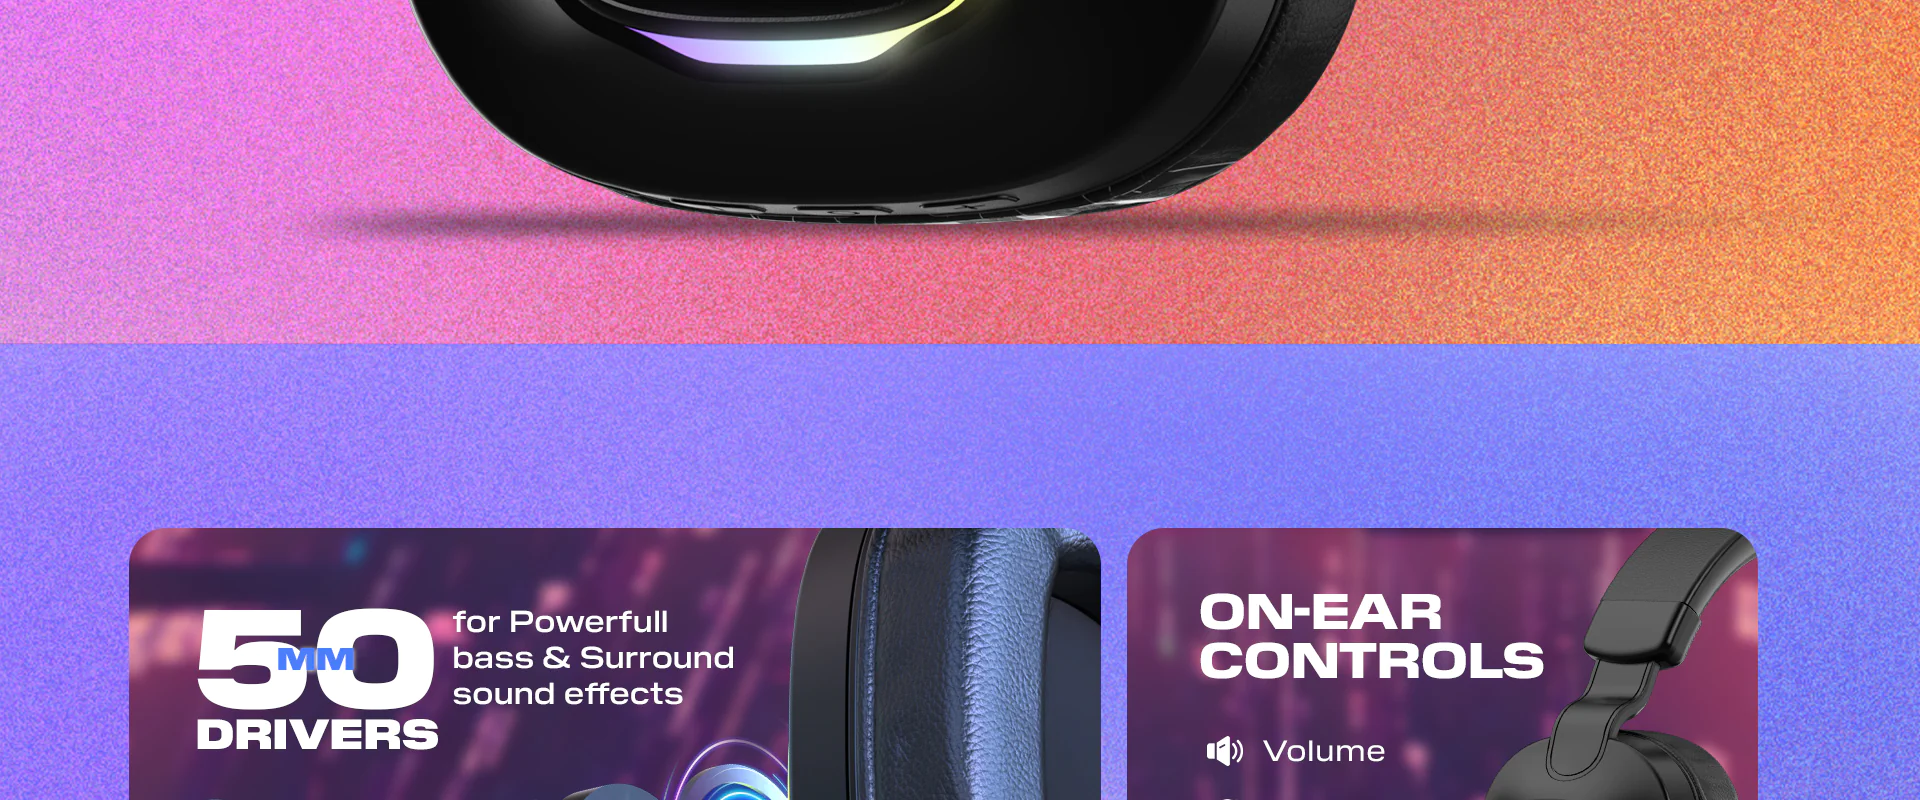 50
MM
DRIVERS
for Powerfull
bass & Surround
sound effects
ON-EAR
CONTROLS
Volume